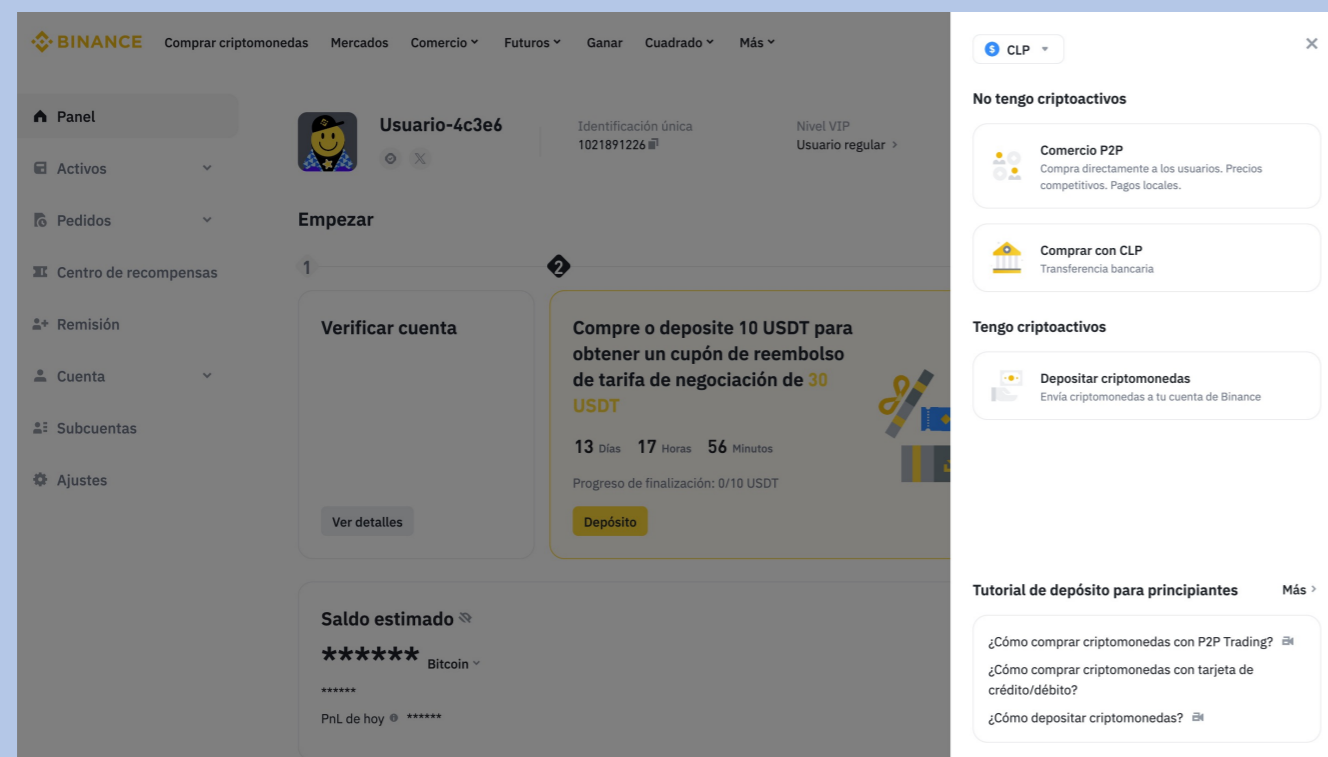 BINANCE Comprar criptomonedas Mercados Comercio Futuros Ganar Cuadrado Más
Panel
Activos
Pedidos
Centro de recompensas
Remisión
Cuenta
Subcuentas
Ajustes
Usuario-4c3e6
Identificación única
1021891226
Nivel VIP
Usuario regular >
Empezar
1
2
Verificar cuenta
Ver detalles
Compre o deposite 10 USDT para
obtener un cupón de reembolso
de tarifa de negociación de 30
USDT
13 Días 17 Horas 56 Minutos
Progreso de finalización: 0/10 USDT
Depósito
Saldo estimado
****** Bitcoin
******
PnL de hoy ******
CLP
No tengo criptoactivos
Comercio P2P
Compra directamente a los usuarios. Precios
competitivos. Pagos locales.
Comprar con CLP
Transferencia bancaria
Tengo criptoactivos
Depositar criptomonedas
Envía criptomonedas a tu cuenta de Binance
Tutorial de depósito para principiantes Más >
¿Cómo comprar criptomonedas con P2P Trading?
¿Cómo comprar criptomonedas con tarjeta de
crédito/débito?
¿Cómo depositar criptomonedas?